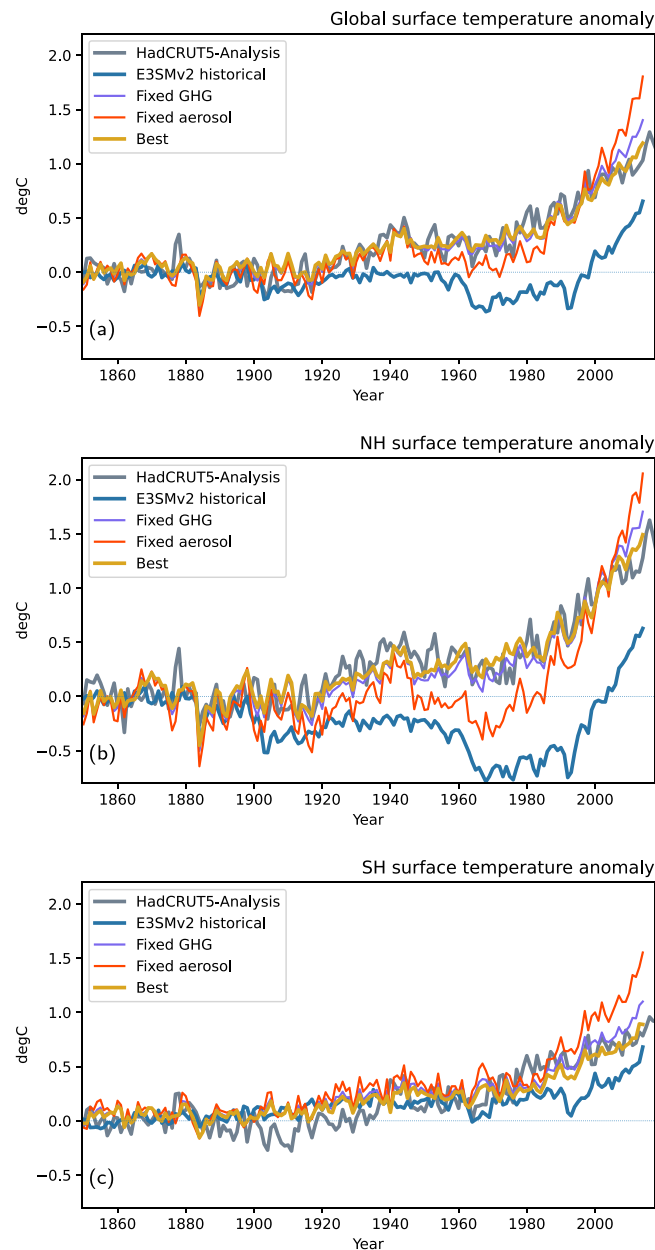 Global surface temperature anomaly
2.0
1.5
1.0
0.5
0.0
−0.5
degC
HadCRUT5-Analysis
E3SMv2 historical
Fixed GHG
Fixed aerosol
Best
(a)
1860 1880 1900 1920 1940 1960 1980 2000
Year
NH surface temperature anomaly
2.0
1.5
1.0
0.5
0.0
−0.5
degC
HadCRUT5-Analysis
E3SMv2 historical
Fixed GHG
Fixed aerosol
Best
(b)
1860 1880 1900 1920 1940 1960 1980 2000
Year
SH surface temperature anomaly
2.0
1.5
1.0
0.5
0.0
−0.5
degC
HadCRUT5-Analysis
E3SMv2 historical
Fixed GHG
Fixed aerosol
Best
(c)
1860 1880 1900 1920 1940 1960 1980 2000
Year